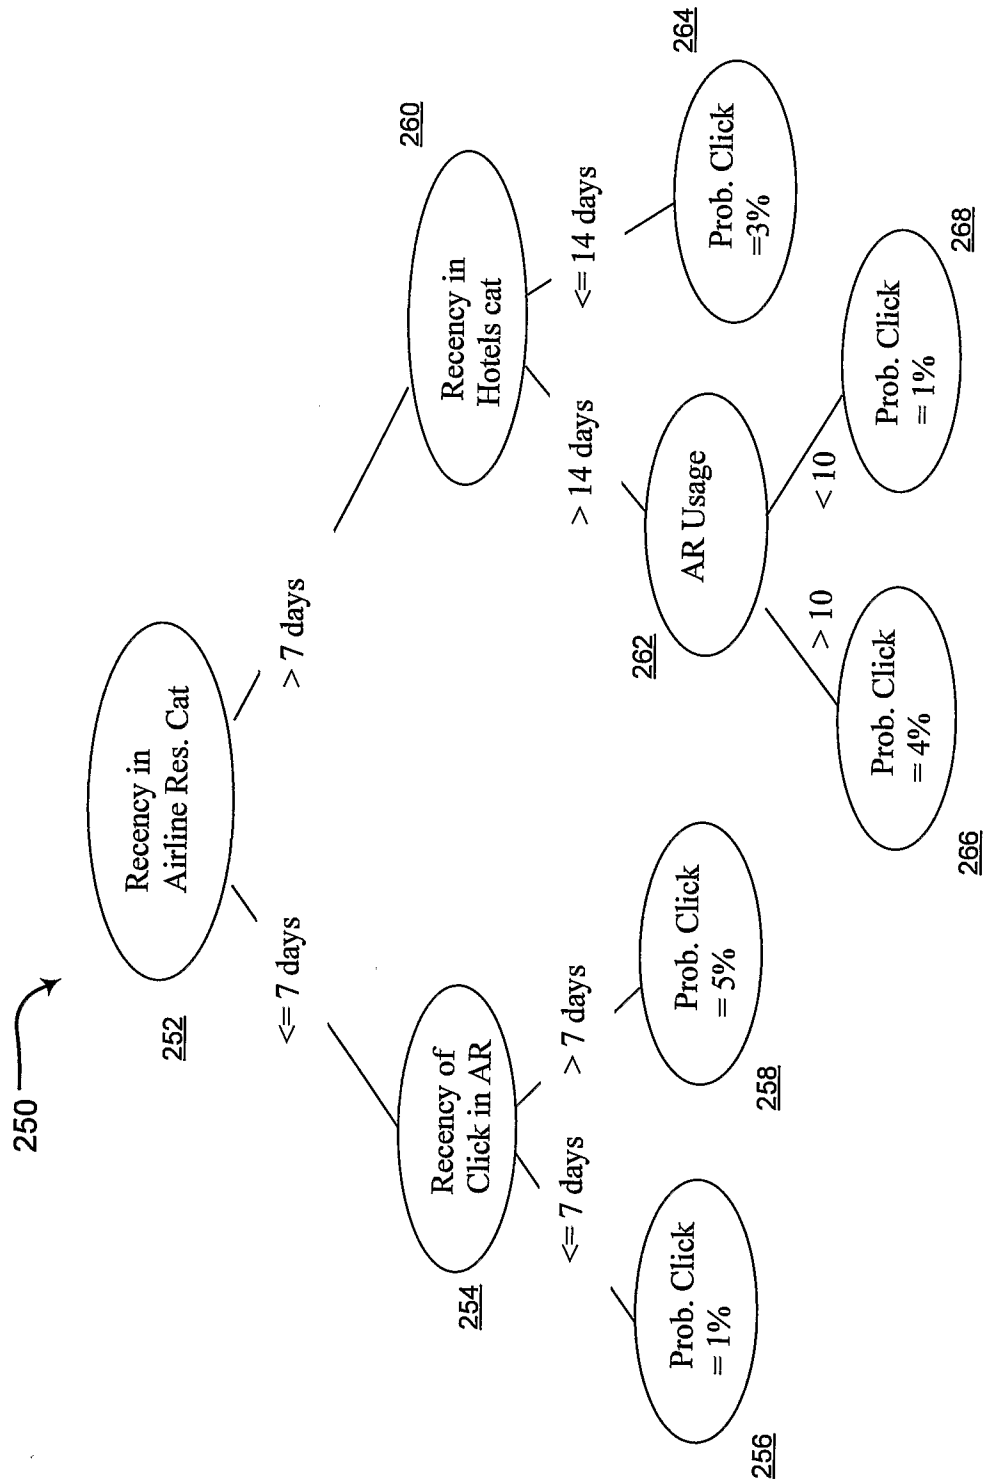 250
252
Recency in
Airline Res. Cat
<= 7 days
> 7 days
254
Recency of
Click in AR
260
Recency in
Hotels cat
<= 7 days
> 7 days
> 14 days
<= 14 days
256
Prob. Click
= 1%
258
Prob. Click
= 5%
262
AR Usage
264
Prob. Click
=3%
> 10
< 10
266
Prob. Click
= 4%
268
Prob. Click
= 1%